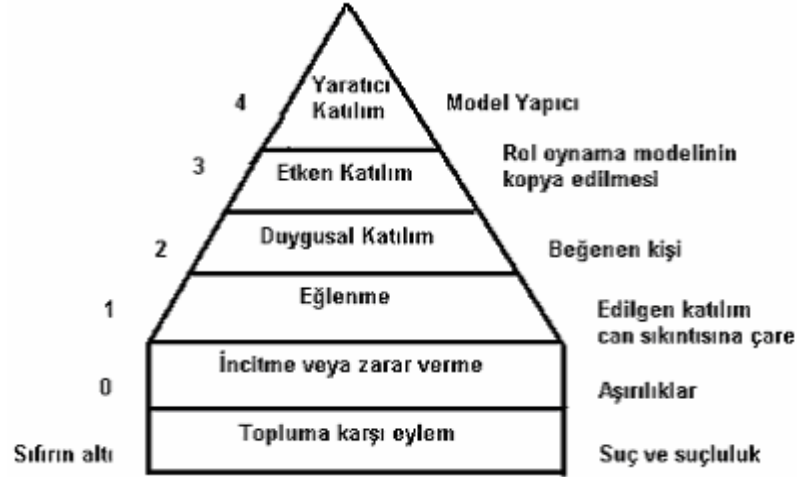 4
Yaratıcı
Katılım
Model Yapıcı
3
Etken Katılım
Rol oynama modelinin
kopya edilmesi
2
Duygusal Katılım
Beğenen kişi
1
Eğlenme
Edilgen katılım
can sıkıntısına çare
0
İncitme veya zarar verme
Aşırılıklar
Sıfırın altı
Topluma karşı eylem
Suç ve suçluluk